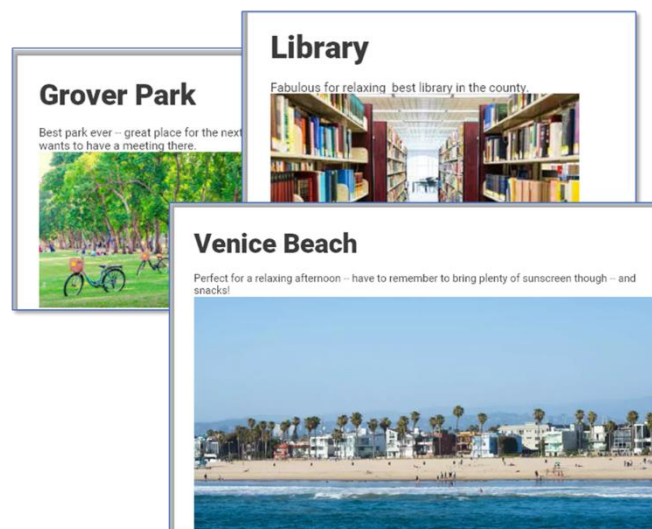 Grover Park
Best park ever -- great place for the next
wants to have a meeting there.
Library
Fabulous for relaxing best library in the county.
Venice Beach
Perfect for a relaxing afternoon -- have to remember to bring plenty of sunscreen though -- and
snacks!